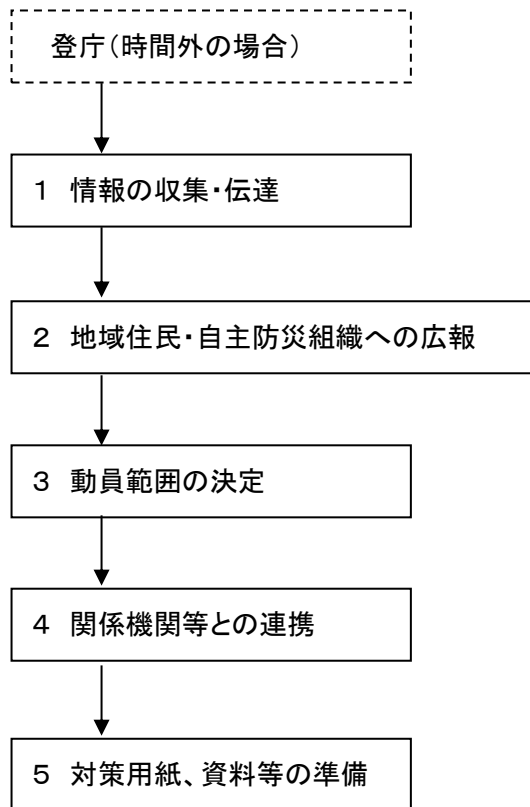 登庁（時間外の場合）
１ 情報の収集・伝達
２ 地域住民・自主防災組織への広報
３ 動員範囲の決定
４ 関係機関等との連携
５ 対策用紙、資料等の準備